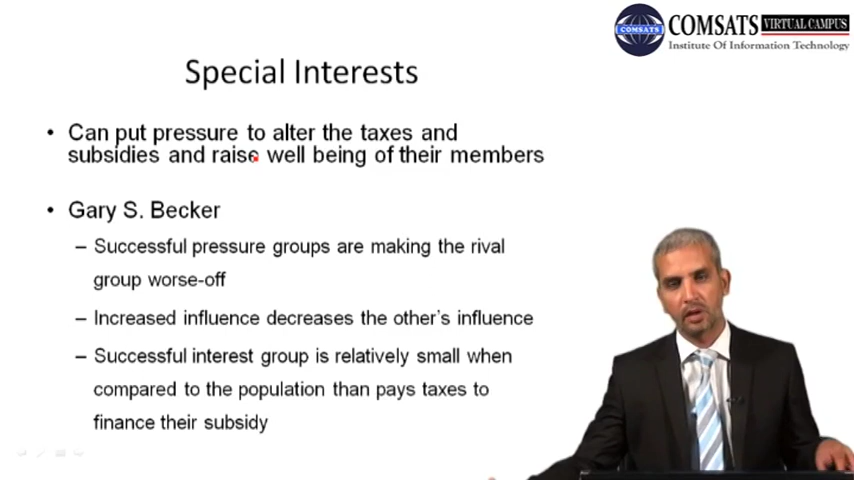 COMSATS
COMSATS VIRTUAL CAMPUS
Institute Of Information Technology
Special Interests
• Can put pressure to alter the taxes and
subsidies and raise well being of their members
• Gary S. Becker
– Successful pressure groups are making the rival
group worse-off
– Increased influence decreases the other's influence
– Successful interest group is relatively small when
compared to the population than pays taxes to
finance their subsidy